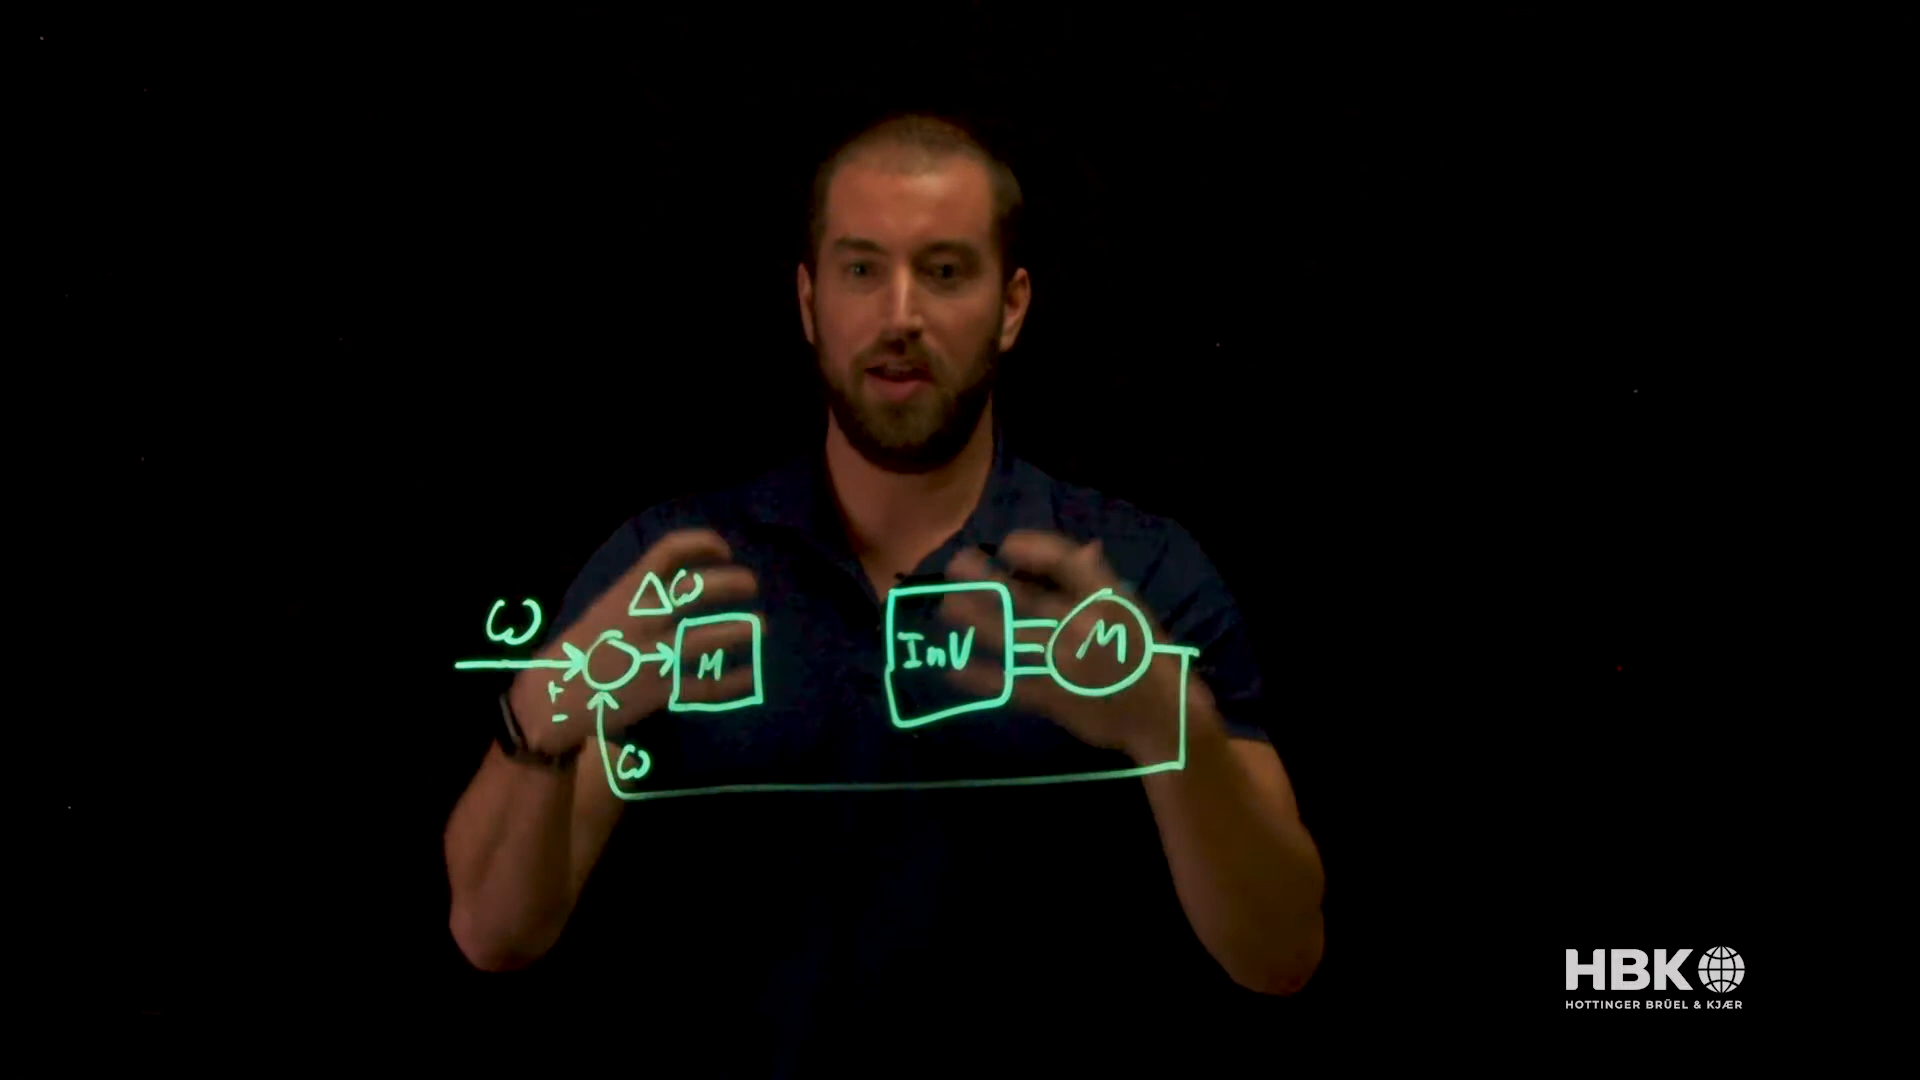 Δω
ω
+
-
M
InV
M
ω
HBK
HOTTINGER BRÜEL & KJÆR